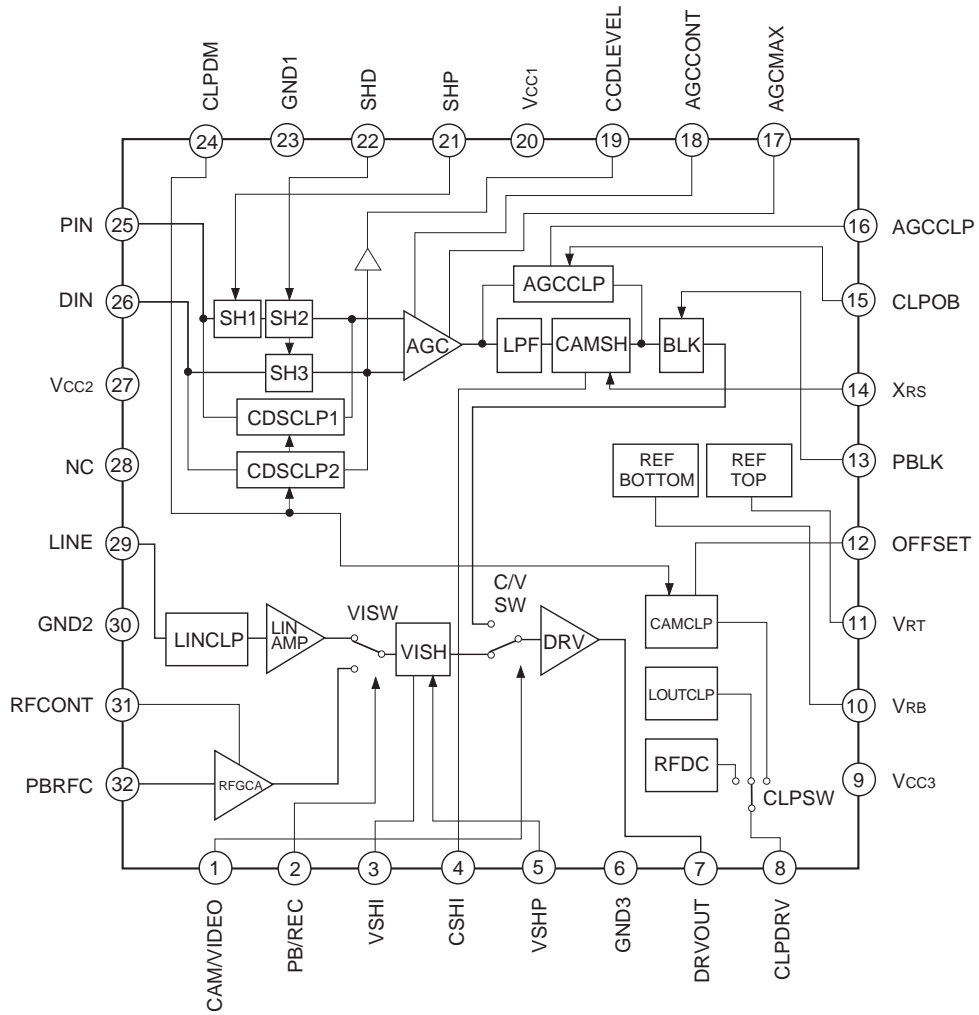 CLPDM
GND1
SHD
SHP
VCC1
CCDLEVEL
AGCCONT
AGCMAX
24
23
22
21
20
19
18
17
PIN
25
16
AGCCLP
DIN
26
AGCCLP
15
CLPOB
SH1
SH2
AGC
LPF
CAMSH
BLK
SH3
VCC2
27
14
XRS
CDSCLP1
NC
28
CDSCLP2
REF
BOTTOM
REF
TOP
13
PBLK
LINE
29
12
OFFSET
C/V
SW
VISW
GND2
30
LINCLP
LIN
AMP
VISH
DRV
CAMCLP
11
VRT
RFCONT
31
LOUTCLP
10
VRB
PBRFC
32
RFGCA
RFDC
CLPSW
9
VCC3
1
2
3
4
5
6
7
8
CAM/VIDEO
PB/REC
VSHI
CSHI
VSHP
GND3
DRVOUT
CLPDRV